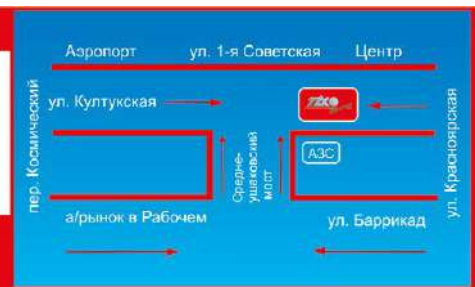 Аэропорт ул. 1-я Советская Центр
ул. Култукская
пер. Космический
Средне-
ушаковский
мост
АЗС
ул. Красноярская
а/рынок в Рабочем
ул. Баррикад